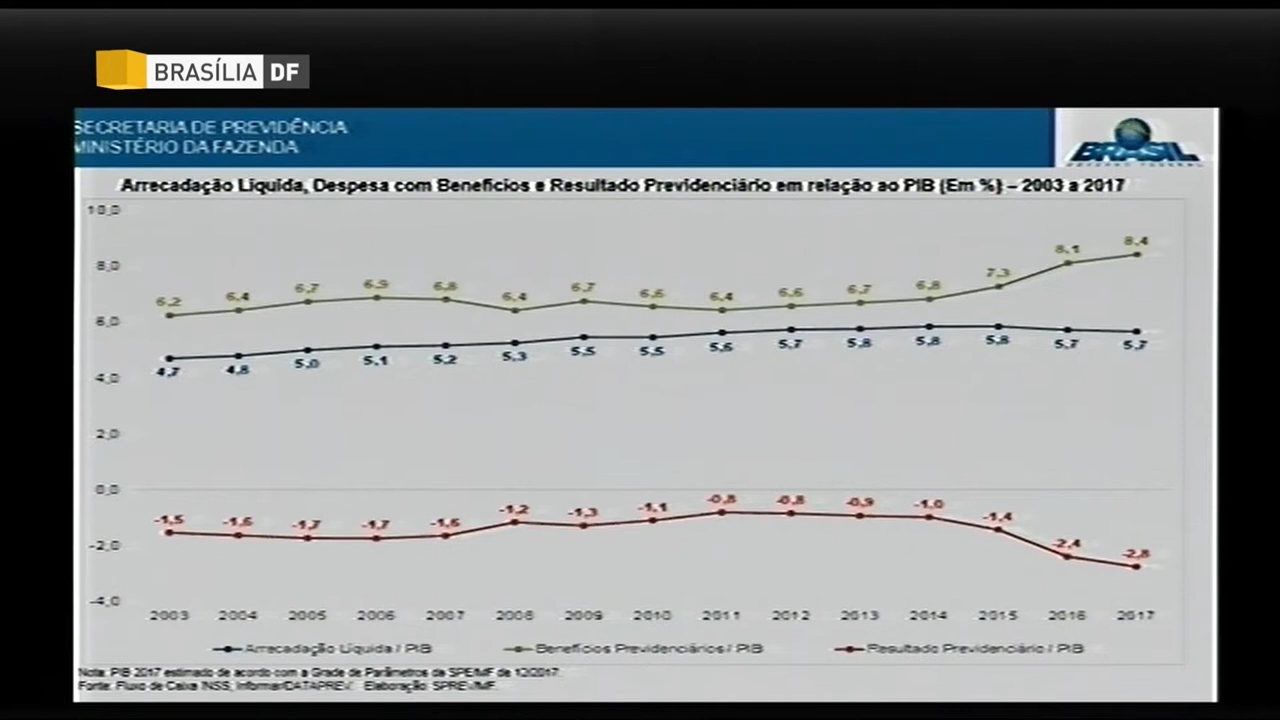 BRASÍLIA DF
SECRETARIA DE PREVIDÊNCIA
MINISTÉRIO DA FAZENDA
BRASIL
GOVERNO FEDERAL
Arrecadação Líquida, Despesa com Benefícios e Resultado Previdenciário em relação ao PIB (Em %) – 2003 a 2017
10,0
8,0
6,0
4,0
2,0
0,0
-2,0
-4,0
6,2 6,4 6,7 6,9 6,8 6,4 6,7 6,6 6,4 6,6 6,7 6,8 7,3 8,1 8,4
4,7 4,8 5,0 5,1 5,2 5,3 5,5 5,5 5,6 5,7 5,8 5,8 5,8 5,7 5,7
-1,5 -1,6 -1,7 -1,7 -1,6 -1,2 -1,3 -1,1 -0,8 -0,8 -0,9 -1,0 -1,4 -2,4 -2,8
2003 2004 2005 2006 2007 2008 2009 2010 2011 2012 2013 2014 2015 2016 2017
Arrecadação Líquida / PIB Benefícios Previdenciários / PIB Resultado Previdenciário / PIB
Nota: PIB 2017 estimado de acordo com a Grade de Parâmetros da SPE/MF de 12/2017.
Fonte: Fluxo de Caixa INSS; Informar/DATAPREV. Elaboração: SPREV/MF.